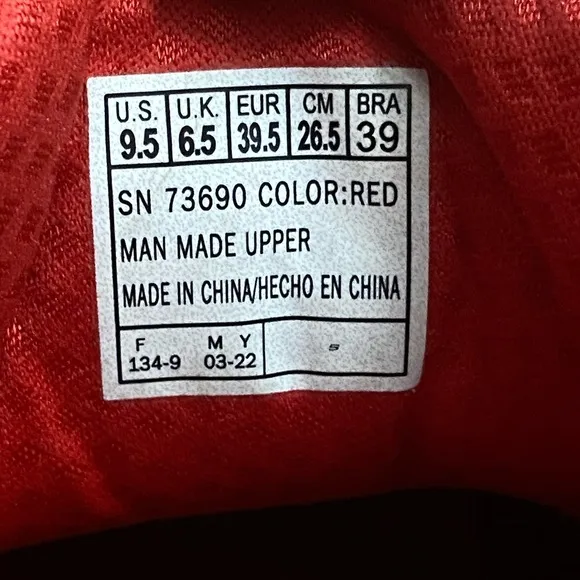 U.S. U.K. EUR CM BRA
9.5 6.5 39.5 26.5 39
SN 73690 COLOR:RED
MAN MADE UPPER
MADE IN CHINA/HECHO EN CHINA
F M Y
134-9 03-22